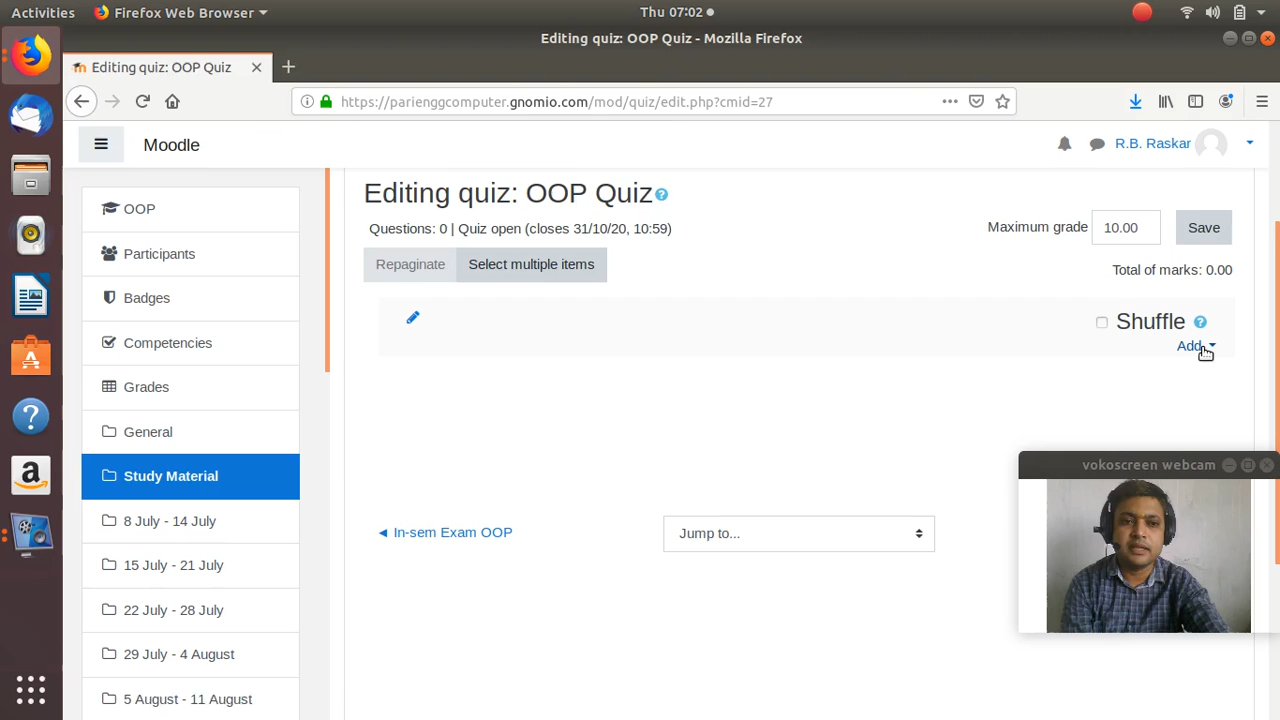 Activities
Firefox Web Browser
Thu 07:02
Editing quiz: OOP Quiz - Mozilla Firefox
Editing quiz: OOP Quiz
https://parienggcomputer.gnomio.com/mod/quiz/edit.php?cmid=27
Moodle
R.B. Raskar
OOP
Participants
Badges
Competencies
Grades
General
Study Material
8 July - 14 July
15 July - 21 July
22 July - 28 July
29 July - 4 August
5 August - 11 August
Editing quiz: OOP Quiz
Questions: 0 | Quiz open (closes 31/10/20, 10:59)
Maximum grade 10.00 Save
Repaginate Select multiple items
Total of marks: 0.00
Shuffle
Add
◄ In-sem Exam OOP
Jump to...
vokoscreen webcam